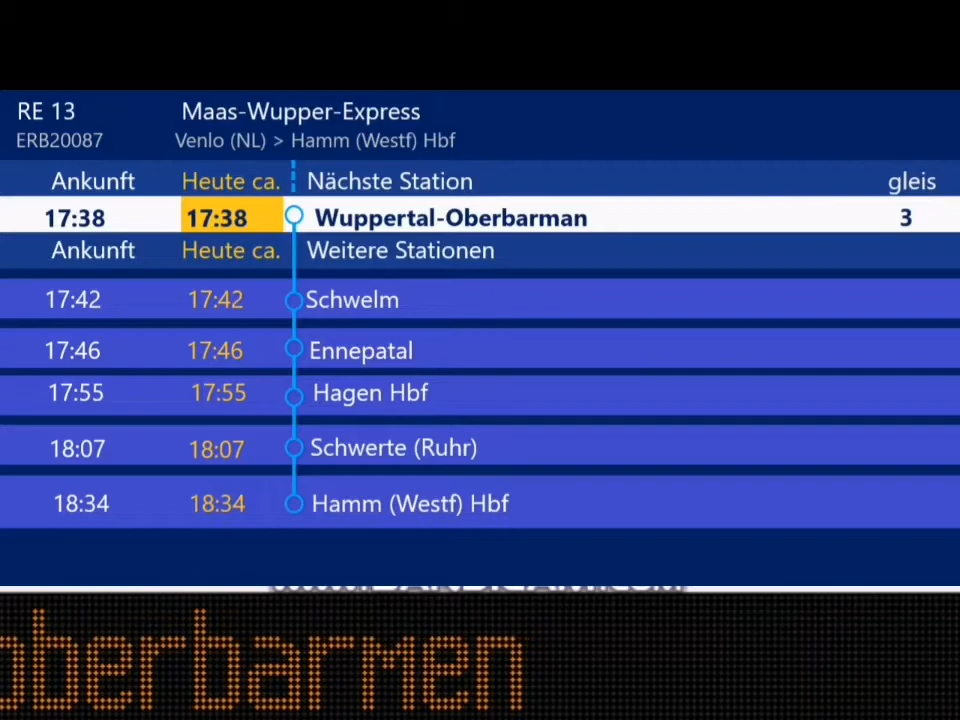 RE 13 Maas-Wupper-Express
ERB20087 Venlo (NL) > Hamm (Westf) Hbf
Ankunft Heute ca. Nächste Station gleis
17:38 17:38 Wuppertal-Oberbarman 3
Ankunft Heute ca. Weitere Stationen
17:42 17:42 Schwelm
17:46 17:46 Ennepatal
17:55 17:55 Hagen Hbf
18:07 18:07 Schwerte (Ruhr)
18:34 18:34 Hamm (Westf) Hbf
oberbarmen